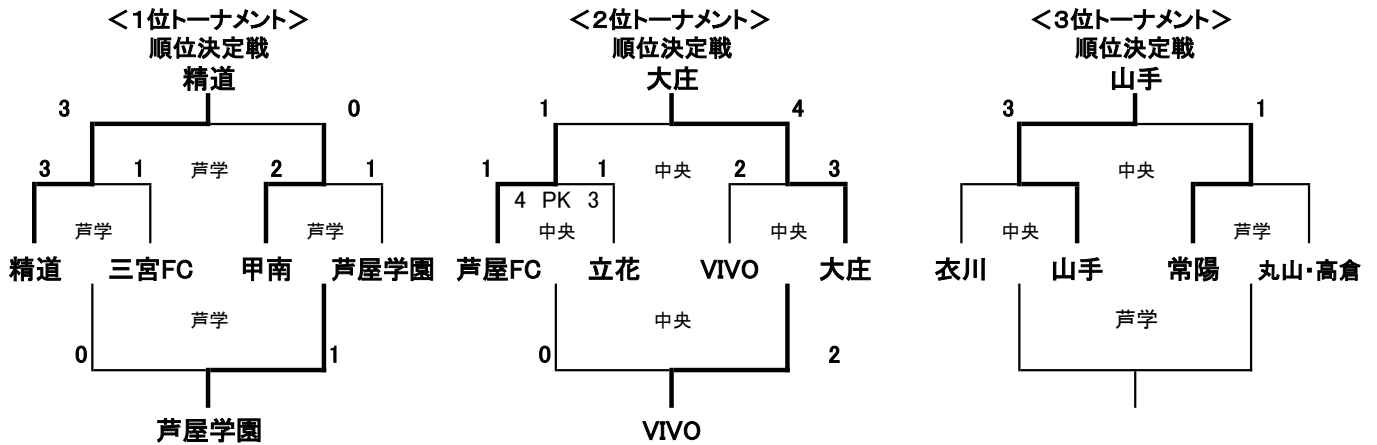 ＜１位トーナメント＞
順位決定戦
精道
3 0
芦学
3 1 2 1
芦学 芦学
精道 三宮FC 甲南 芦屋学園
芦学
0 1
芦屋学園
＜２位トーナメント＞
順位決定戦
大庄
1 4
中央
1 1 2 3
4 PK 3
中央 中央
芦屋FC 立花 VIVO 大庄
中央
0 2
VIVO
＜３位トーナメント＞
順位決定戦
山手
3 1
中央
中央 芦学
衣川 山手 常陽 丸山・高倉
芦学